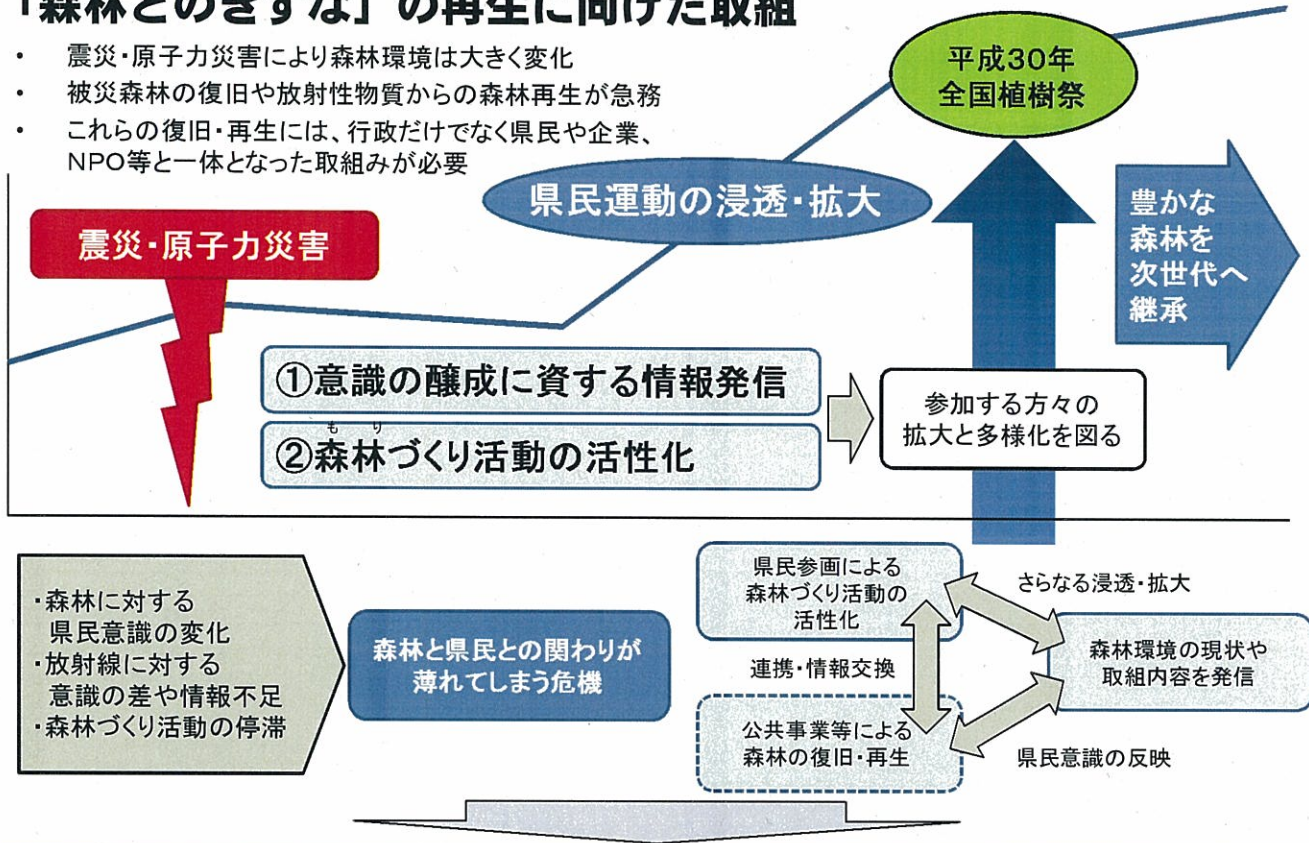 「森林とのきずな」の再生に向けた取組
・ 震災・原子力災害により森林環境は大きく変化
・ 被災森林の復旧や放射性物質からの森林再生が急務
・ これらの復旧・再生には、行政だけでなく県民や企業、
NPO等と一体となった取組みが必要
平成30年
全国植樹祭
県民運動の浸透・拡大
豊かな
森林を
次世代へ
継承
震災・原子力災害
①意識の醸成に資する情報発信
もり
②森林づくり活動の活性化
参加する方々の
拡大と多様化を図る
・森林に対する
県民意識の変化
・放射線に対する
意識の差や情報不足
・森林づくり活動の停滞
森林と県民との関わりが
薄れてしまう危機
県民参画による
森林づくり活動の
活性化
さらなる浸透・拡大
連携・情報交換
森林環境の現状や
取組内容を発信
公共事業等による
森林の復旧・再生
県民意識の反映